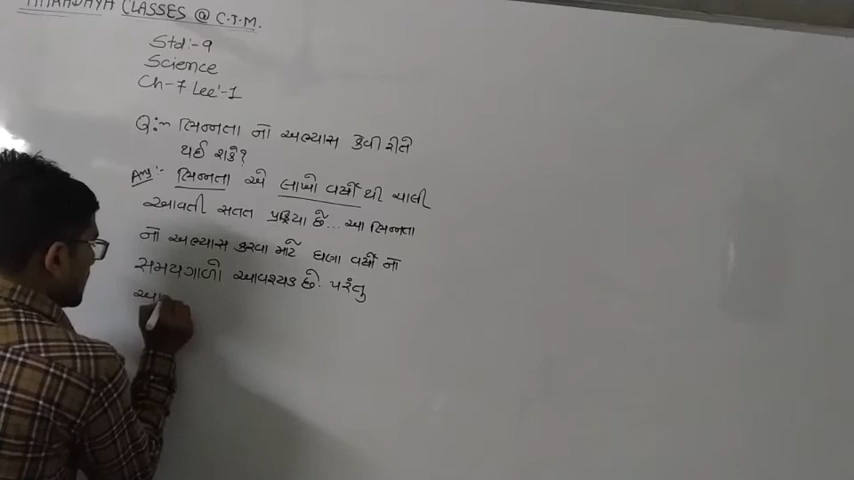 CLASSES @ C.J.M.
Std:-9
Science
Ch-7 Lec:-1
Q:- ભિન્નતા નો અભ્યાસ કેવી રીતે
થઈ શકે?
Ans:- ભિન્નતા એ લાખો વર્ષો થી ચાલી
આવતી સતત પ્રક્રિયા છે... આ ભિન્નતા
નો અભ્યાસ કરવા માટે ઘણા વર્ષો નો
સમયગાળો આવશ્યક છે. પરંતુ
આ